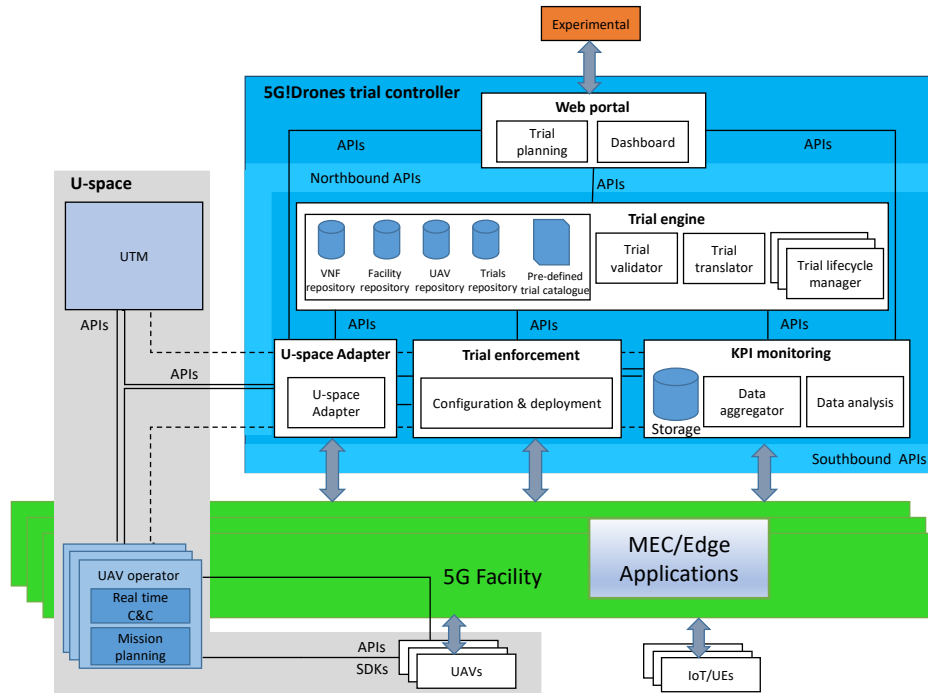 Experimental
5G!Drones trial controller
Web portal
Trial
planning
Dashboard
APIs
APIs
Northbound APIs
APIs
U-space
UTM
Trial engine
VNF
repository
Facility
repository
UAV
repository
Trials
repository
Pre-defined
trial catalogue
Trial
validator
Trial
translator
Trial lifecycle
manager
APIs
APIs
APIs
APIs
APIs
U-space Adapter
U-space
Adapter
Trial enforcement
Configuration & deployment
KPI monitoring
Storage
Data
aggregator
Data analysis
Southbound APIs
MEC/Edge
Applications
5G Facility
UAV operator
Real time
C&C
Mission
planning
APIs
SDKs
UAVs
IoT/UEs